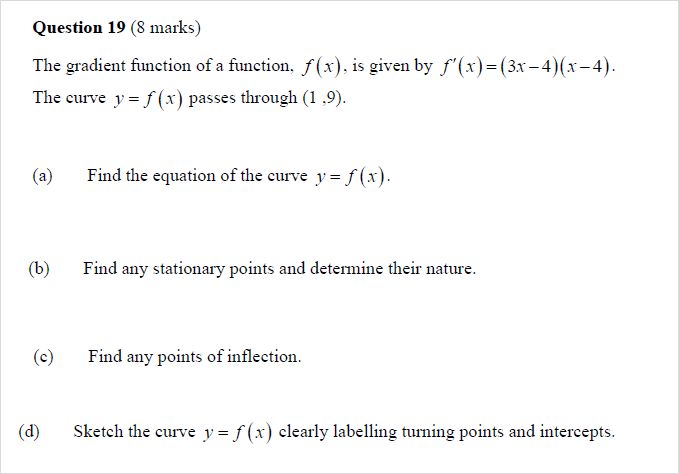 Question 19 (8 marks)
The gradient function of a function, f(x), is given by f′(x)=(3x−4)(x−4).
The curve y=f(x) passes through (1 ,9).
(a) Find the equation of the curve y=f(x).
(b) Find any stationary points and determine their nature.
(c) Find any points of inflection.
(d) Sketch the curve y=f(x) clearly labelling turning points and intercepts.